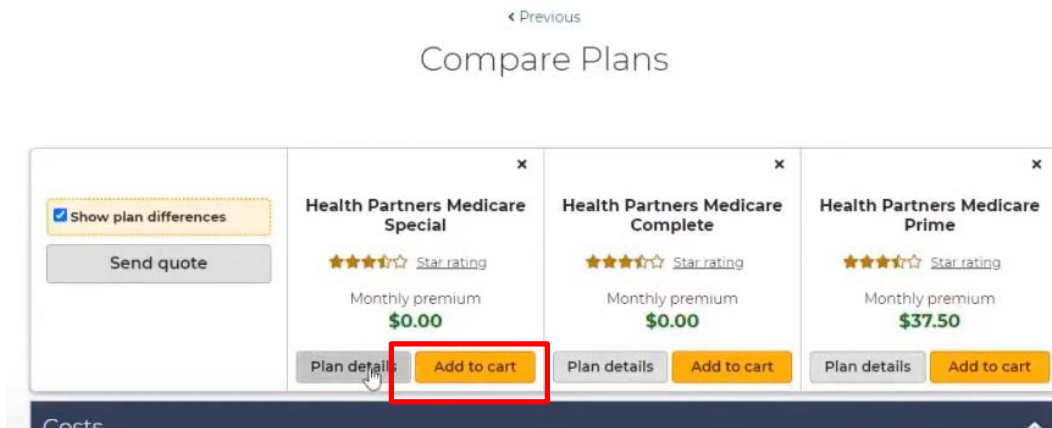 Previous
Compare Plans
Show plan differences
Send quote
Health Partners Medicare
Special
Star rating
Monthly premium
$0.00
Plan details
Add to cart
Health Partners Medicare
Complete
Star rating
Monthly premium
$0.00
Plan details
Add to cart
Health Partners Medicare
Prime
Star rating
Monthly premium
$37.50
Plan details
Add to cart
Costs